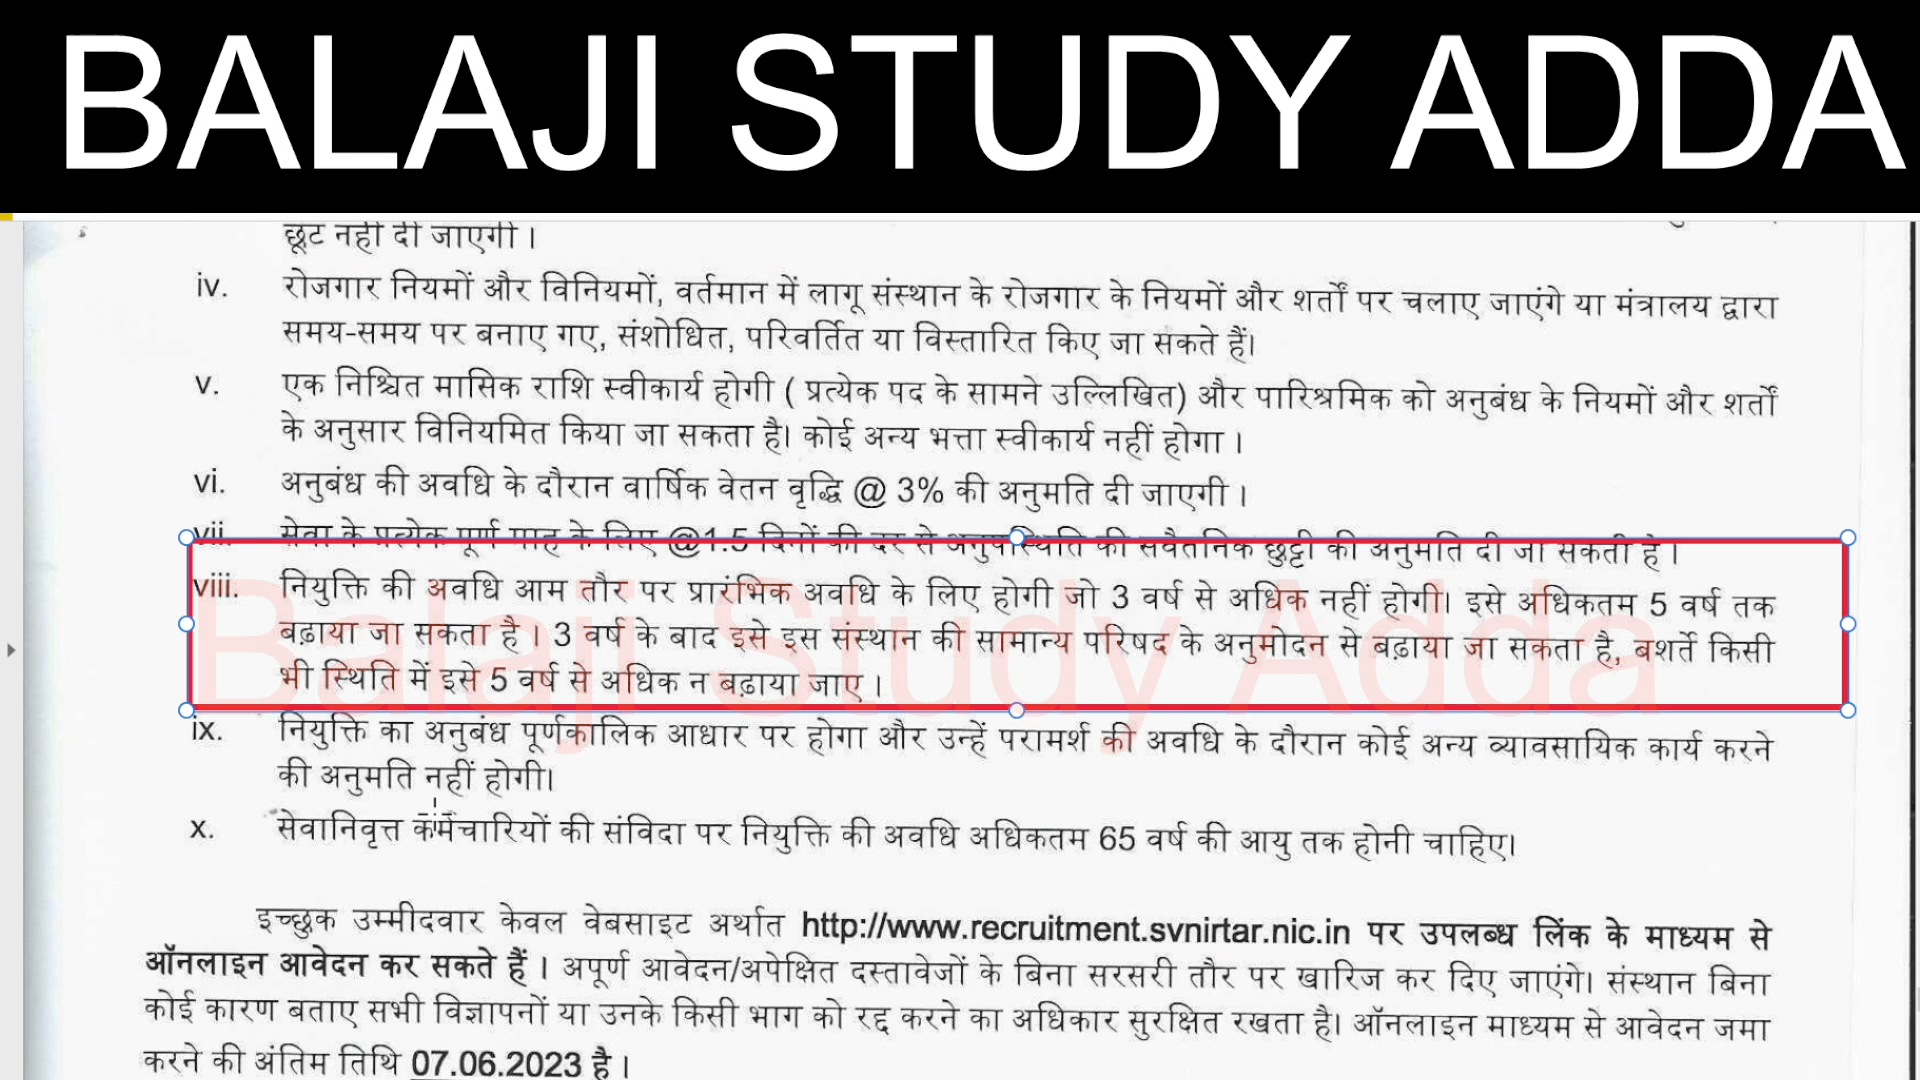 BALAJI STUDY ADDA
छूट नहीं दी जाएगी ।
iv. रोजगार नियमों और विनियमों, वर्तमान में लागू संस्थान के रोजगार के नियमों और शर्तों पर चलाए जाएंगे या मंत्रालय द्वारा
समय-समय पर बनाए गए, संशोधित, परिवर्तित या विस्तारित किए जा सकते हैं।
v. एक निश्चित मासिक राशि स्वीकार्य होगी ( प्रत्येक पद के सामने उल्लिखित) और पारिश्रमिक को अनुबंध के नियमों और शर्तों
के अनुसार विनियमित किया जा सकता है। कोई अन्य भत्ता स्वीकार्य नहीं होगा ।
vi. अनुबंध की अवधि के दौरान वार्षिक वेतन वृद्धि @ 3% की अनुमति दी जाएगी ।
vii. सेवा के प्रत्येक पूर्ण माह के लिए @1.5 दिनों की दर से अनुपस्थिति की सवैतनिक छुट्टी की अनुमति दी जा सकती है ।
viii. नियुक्ति की अवधि आम तौर पर प्रारंभिक अवधि के लिए होगी जो 3 वर्ष से अधिक नहीं होगी। इसे अधिकतम 5 वर्ष तक
बढ़ाया जा सकता है । 3 वर्ष के बाद इसे इस संस्थान की सामान्य परिषद के अनुमोदन से बढ़ाया जा सकता है, बशर्ते किसी
भी स्थिति में इसे 5 वर्ष से अधिक न बढ़ाया जाए ।
Balaji Study Adda
ix. नियुक्ति का अनुबंध पूर्णकालिक आधार पर होगा और उन्हें परामर्श की अवधि के दौरान कोई अन्य व्यावसायिक कार्य करने
की अनुमति नहीं होगी।
x. सेवानिवृत्त कर्मचारियों की संविदा पर नियुक्ति की अवधि अधिकतम 65 वर्ष की आयु तक होनी चाहिए।
इच्छुक उम्मीदवार केवल वेबसाइट अर्थात http://www.recruitment.svnirtar.nic.in पर उपलब्ध लिंक के माध्यम से
ऑनलाइन आवेदन कर सकते हैं । अपूर्ण आवेदन/अपेक्षित दस्तावेजों के बिना सरसरी तौर पर खारिज कर दिए जाएंगे। संस्थान बिना
कोई कारण बताए सभी विज्ञापनों या उनके किसी भाग को रद्द करने का अधिकार सुरक्षित रखता है। ऑनलाइन माध्यम से आवेदन जमा
करने की अंतिम तिथि 07.06.2023 है ।